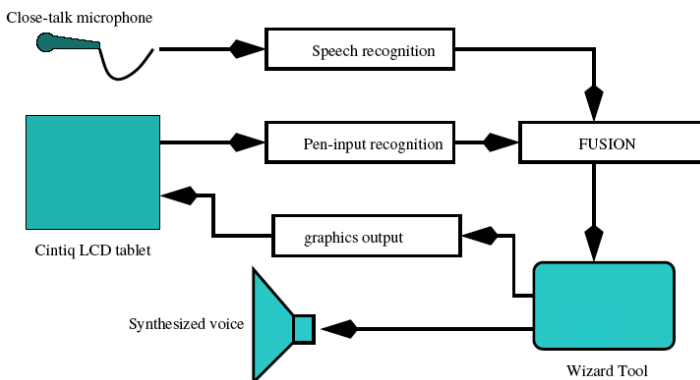 Close-talk microphone
Speech recognition
Pen-input recognition
FUSION
Cintiq LCD tablet
graphics output
Synthesized voice
Wizard Tool